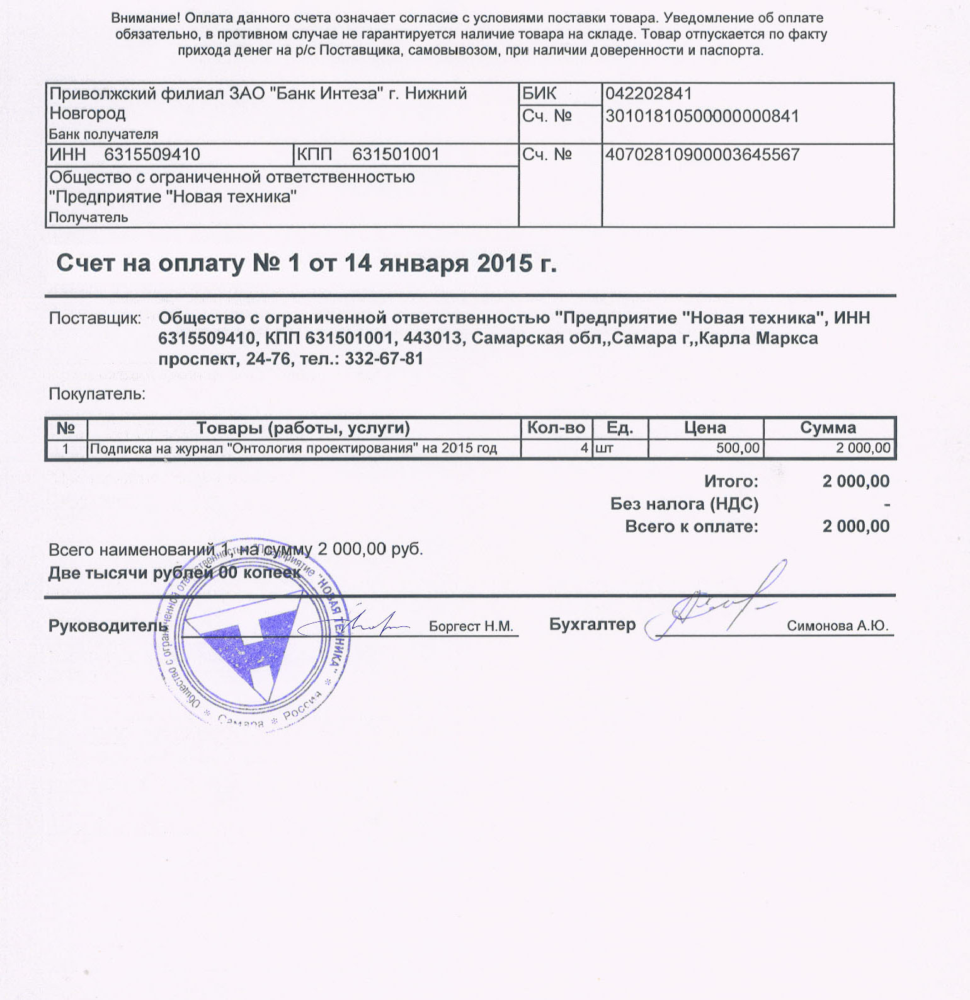 Внимание! Оплата данного счета означает согласие с условиями поставки товара. Уведомление об оплате
обязательно, в противном случае не гарантируется наличие товара на складе. Товар отпускается по факту
прихода денег на р/с Поставщика, самовывозом, при наличии доверенности и паспорта.
Приволжский филиал ЗАО "Банк Интеза" г. Нижний
Новгород
Банк получателя
БИК 042202841
Сч. № 30101810500000000841
ИНН 6315509410 КПП 631501001 Сч. № 40702810900003645567
Общество с ограниченной ответственностью
"Предприятие "Новая техника"
Получатель
Счет на оплату № 1 от 14 января 2015 г.
Поставщик: Общество с ограниченной ответственностью "Предприятие "Новая техника", ИНН
6315509410, КПП 631501001, 443013, Самарская обл,,Самара г,,Карла Маркса
проспект, 24-76, тел.: 332-67-81
Покупатель:
№ Товары (работы, услуги) Кол-во Ед. Цена Сумма
1 Подписка на журнал "Онтология проектирования" на 2015 год 4 шт 500,00 2 000,00
Итого: 2 000,00
Без налога (НДС) -
Всего к оплате: 2 000,00
Всего наименований 1, на сумму 2 000,00 руб.
Две тысячи рублей 00 копеек
Руководитель Боргест Н.М. Бухгалтер Симонова А.Ю.
Общество с ограниченной ответственностью "Предприятие "НОВАЯ ТЕХНИКА" * Россия * Самара *